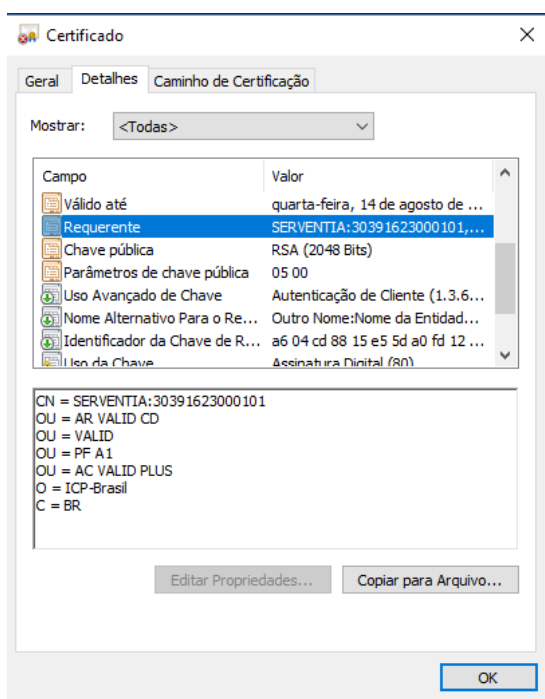 Certificado
Geral Detalhes Caminho de Certificação
Mostrar: <Todas>
Campo Valor
Válido até quarta-feira, 14 de agosto de ...
Requerente SERVENTIA:30391623000101,...
Chave pública RSA (2048 Bits)
Parâmetros de chave pública 05 00
Uso Avançado de Chave Autenticação de Cliente (1.3.6...
Nome Alternativo Para o Re... Outro Nome:Nome da Entidad...
Identificador da Chave de R... a6 04 cd 88 15 e5 5d a0 fd 12 ...
Uso da Chave Assinatura Digital (80)
CN = SERVENTIA:30391623000101
OU = AR VALID CD
OU = VALID
OU = PF A1
OU = AC VALID PLUS
O = ICP-Brasil
C = BR
Editar Propriedades... Copiar para Arquivo...
OK